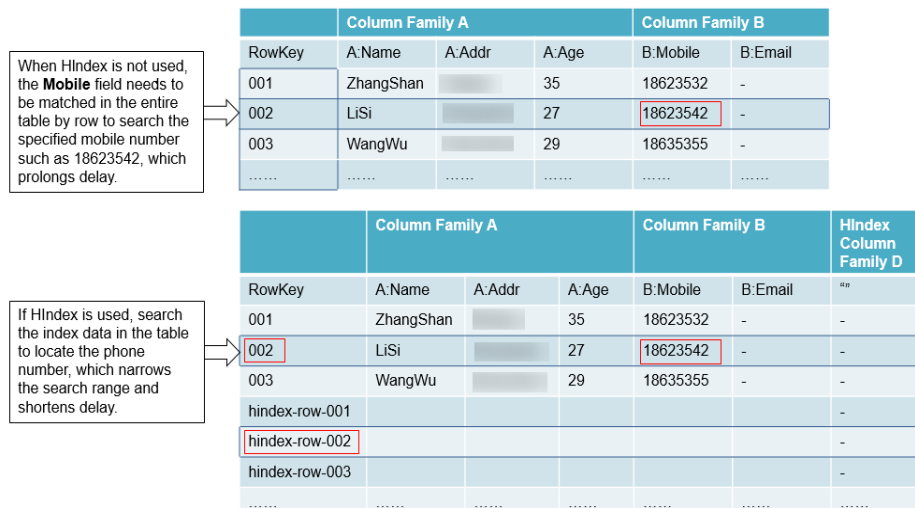 Column Family A Column Family B
RowKey A:Name A:Addr A:Age B:Mobile B:Email
001 ZhangShan 35 18623532 -
002 LiSi 27 18623542 -
003 WangWu 29 18635355 -
...... ...... ...... ...... ...... ......
When HIndex is not used,
the Mobile field needs to
be matched in the entire
table by row to search the
specified mobile number
such as 18623542, which
prolongs delay.
Column Family A Column Family B HIndex
Column
Family D
RowKey A:Name A:Addr A:Age B:Mobile B:Email “”
001 ZhangShan 35 18623532 - -
002 LiSi 27 18623542 - -
003 WangWu 29 18635355 - -
hindex-row-001 -
hindex-row-002 -
hindex-row-003 -
...... ...... ...... ...... ...... ...... ......
If HIndex is used, search
the index data in the table
to locate the phone
number, which narrows
the search range and
shortens delay.